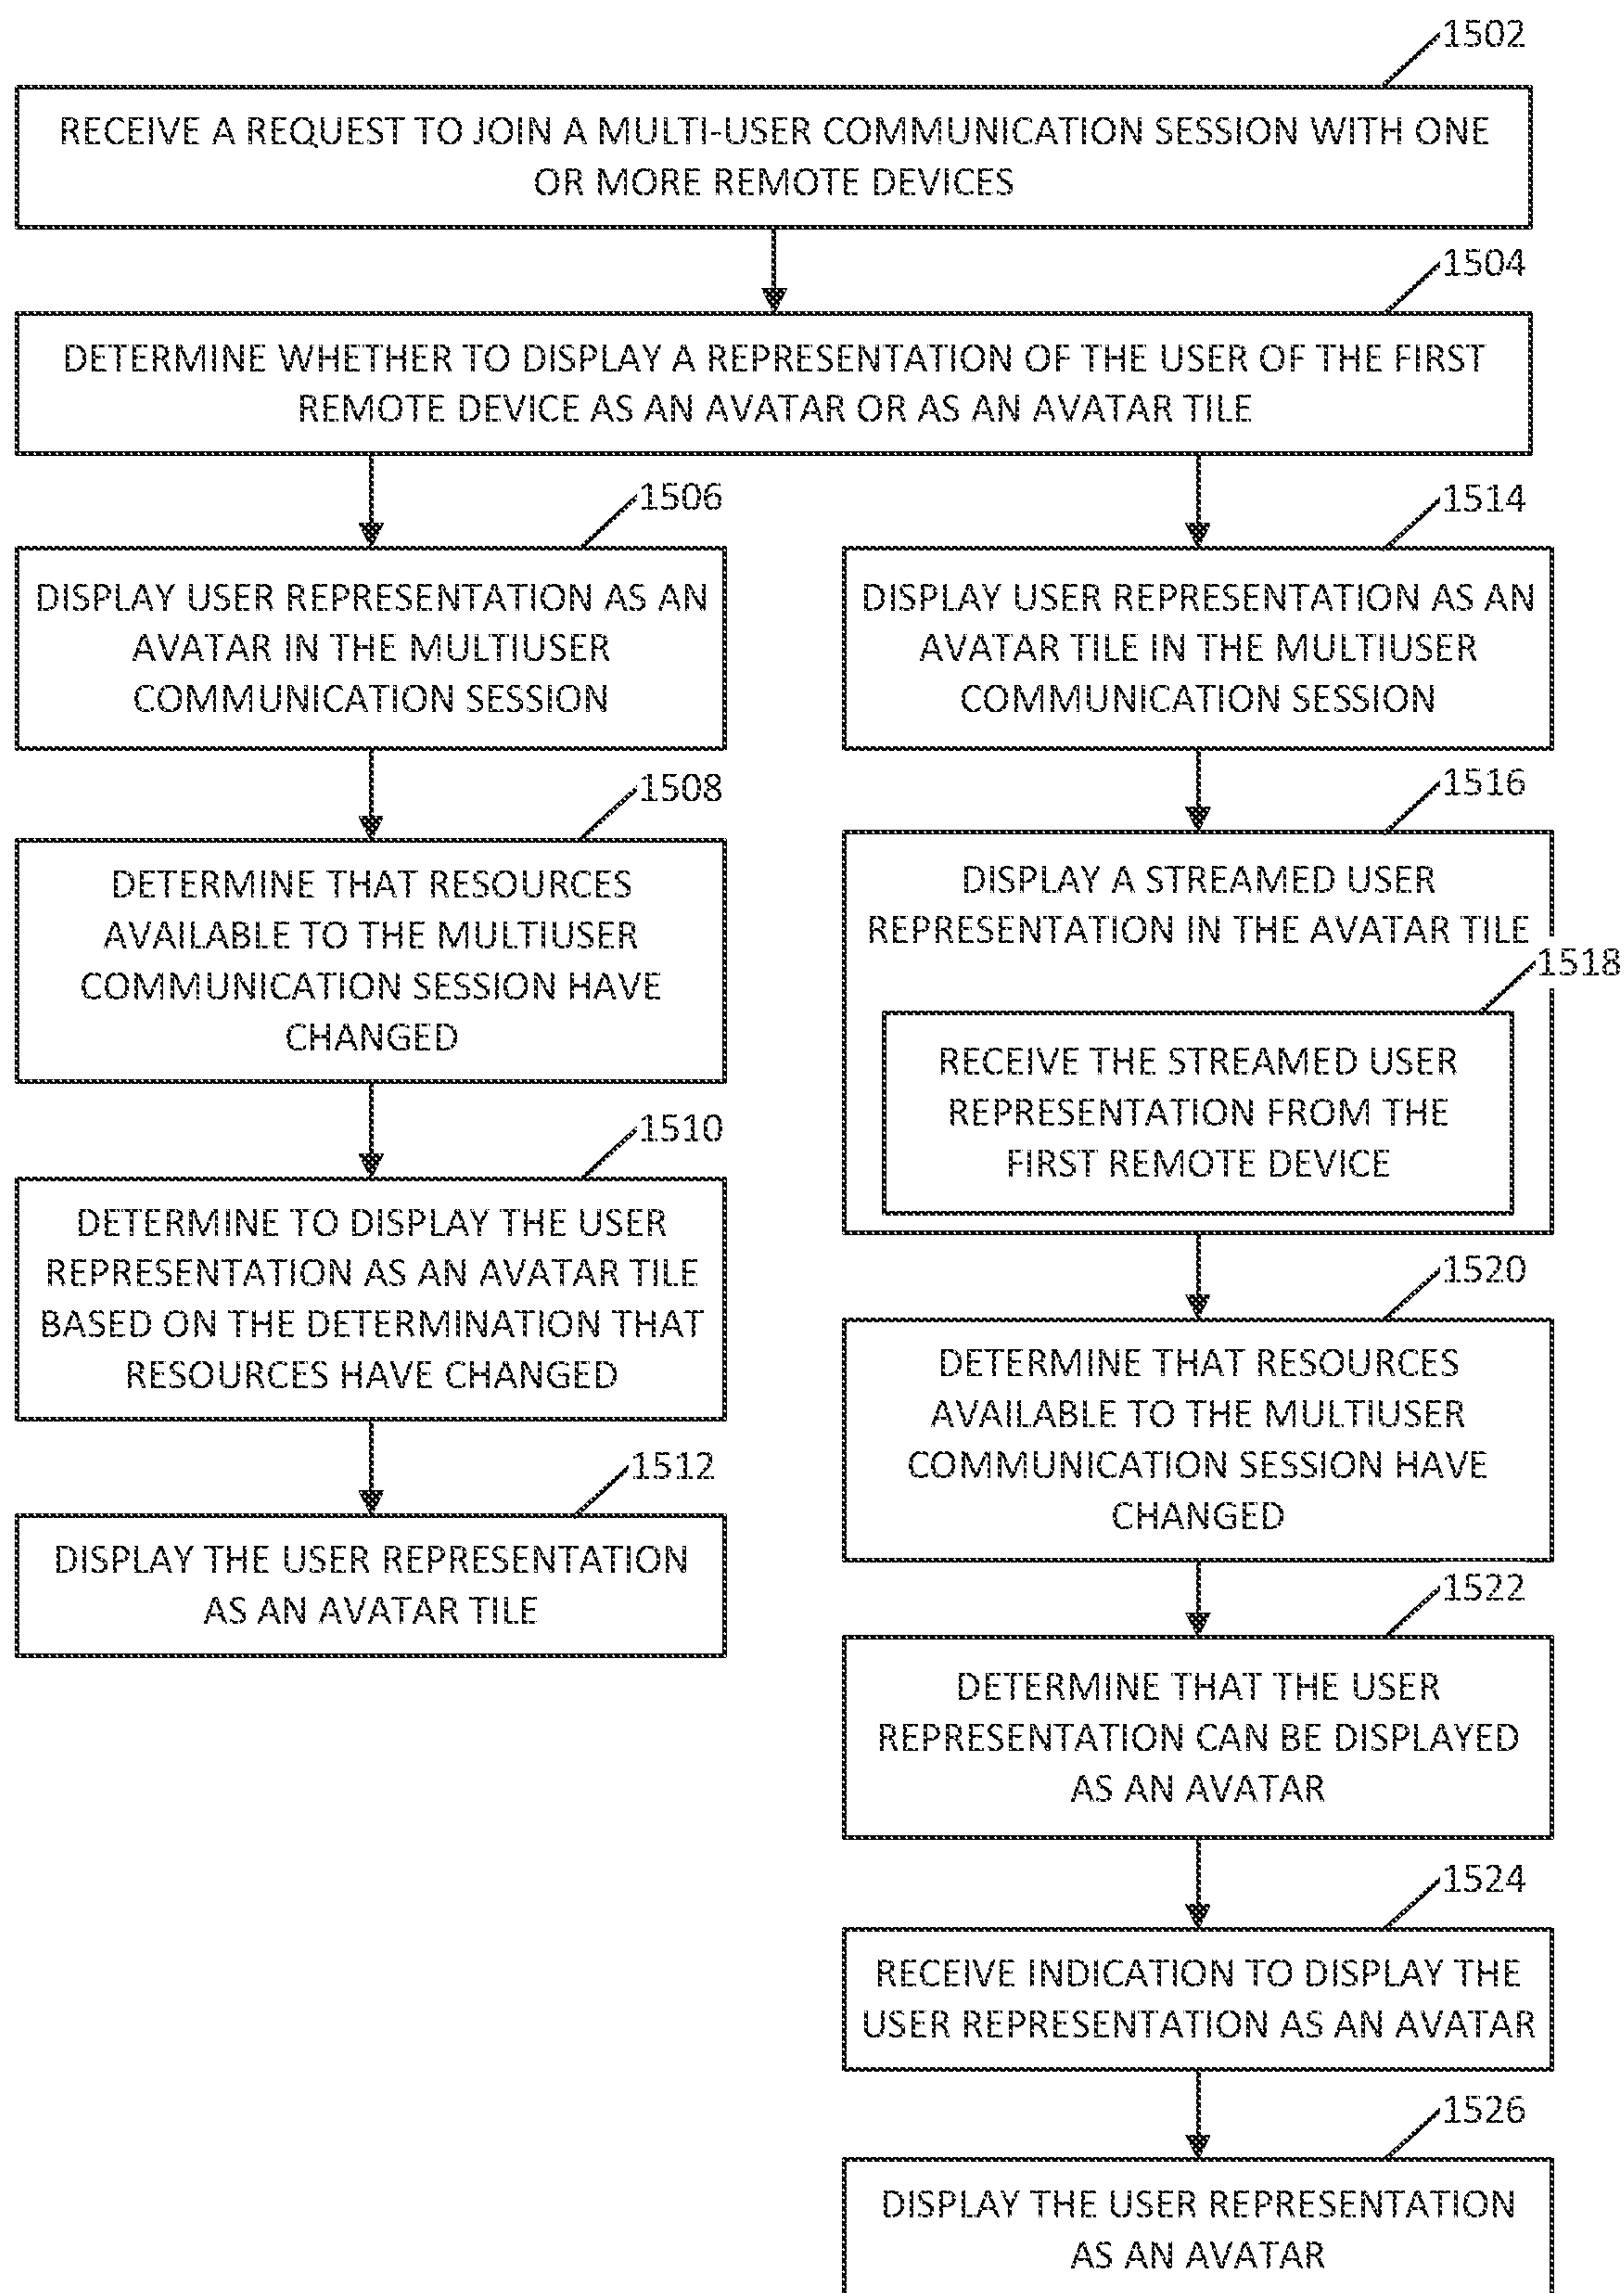 1502
RECEIVE A REQUEST TO JOIN A MULTI-USER COMMUNICATION SESSION WITH ONE
OR MORE REMOTE DEVICES
1504
DETERMINE WHETHER TO DISPLAY A REPRESENTATION OF THE USER OF THE FIRST
REMOTE DEVICE AS AN AVATAR OR AS AN AVATAR TILE
1506
DISPLAY USER REPRESENTATION AS AN
AVATAR IN THE MULTIUSER
COMMUNICATION SESSION
1508
DETERMINE THAT RESOURCES
AVAILABLE TO THE MULTIUSER
COMMUNICATION SESSION HAVE
CHANGED
1510
DETERMINE TO DISPLAY THE USER
REPRESENTATION AS AN AVATAR TILE
BASED ON THE DETERMINATION THAT
RESOURCES HAVE CHANGED
1512
DISPLAY THE USER REPRESENTATION
AS AN AVATAR TILE
1514
DISPLAY USER REPRESENTATION AS AN
AVATAR TILE IN THE MULTIUSER
COMMUNICATION SESSION
1516
DISPLAY A STREAMED USER
REPRESENTATION IN THE AVATAR TILE
1518
RECEIVE THE STREAMED USER
REPRESENTATION FROM THE
FIRST REMOTE DEVICE
1520
DETERMINE THAT RESOURCES
AVAILABLE TO THE MULTIUSER
COMMUNICATION SESSION HAVE
CHANGED
1522
DETERMINE THAT THE USER
REPRESENTATION CAN BE DISPLAYED
AS AN AVATAR
1524
RECEIVE INDICATION TO DISPLAY THE
USER REPRESENTATION AS AN AVATAR
1526
DISPLAY THE USER REPRESENTATION
AS AN AVATAR